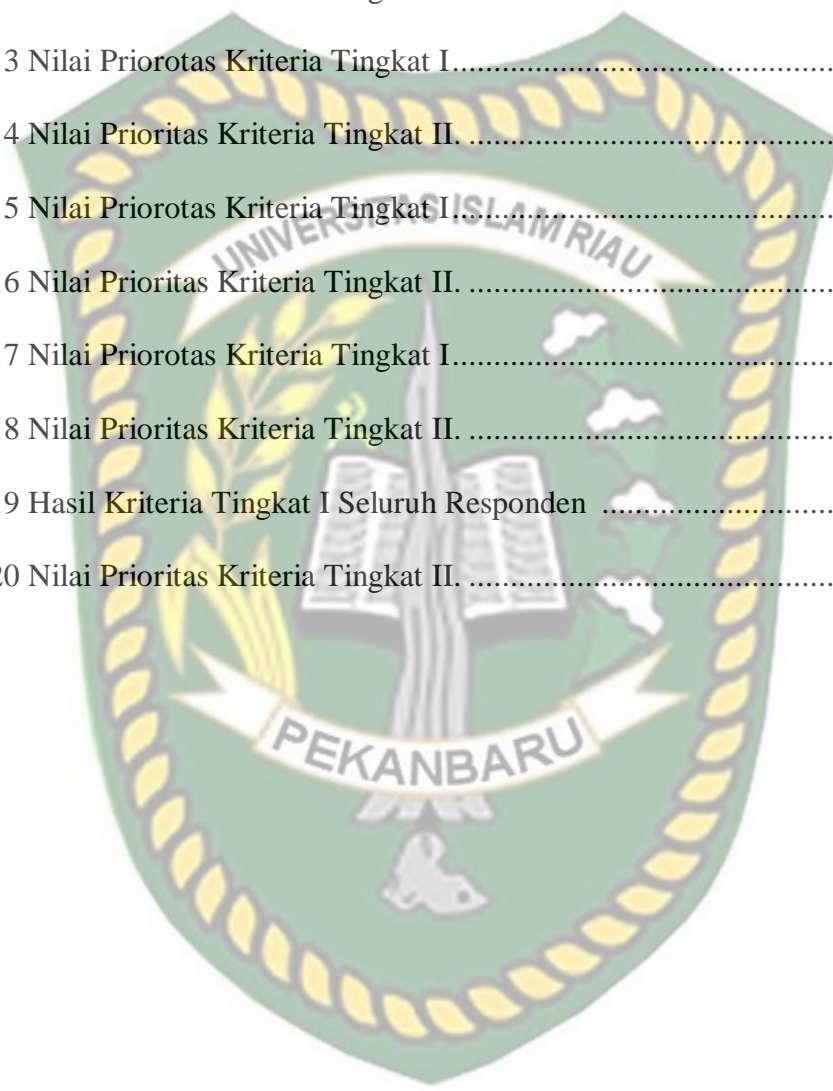 3 Nilai Priorotas Kriteria Tingkat I.......................................
4 Nilai Prioritas Kriteria Tingkat II. .......................................
5 Nilai Priorotas Kriteria Tingkat I.......................................
UNIVERSITAS ISLAM RIAU
6 Nilai Prioritas Kriteria Tingkat II. .......................................
7 Nilai Priorotas Kriteria Tingkat I.......................................
8 Nilai Prioritas Kriteria Tingkat II. .......................................
9 Hasil Kriteria Tingkat I Seluruh Responden ............................
20 Nilai Prioritas Kriteria Tingkat II. .......................................
PEKANBARU